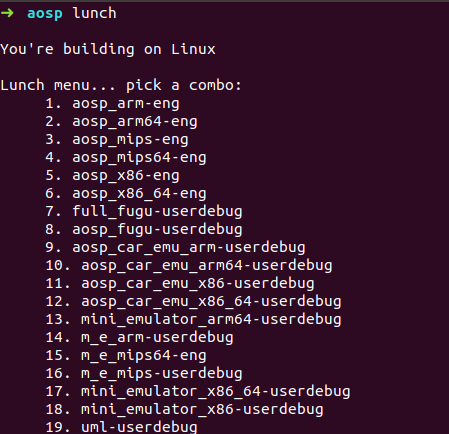 ➜ aosp lunch
You're building on Linux
Lunch menu... pick a combo:
1. aosp_arm-eng
2. aosp_arm64-eng
3. aosp_mips-eng
4. aosp_mips64-eng
5. aosp_x86-eng
6. aosp_x86_64-eng
7. full_fugu-userdebug
8. aosp_fugu-userdebug
9. aosp_car_emu_arm-userdebug
10. aosp_car_emu_arm64-userdebug
11. aosp_car_emu_x86-userdebug
12. aosp_car_emu_x86_64-userdebug
13. mini_emulator_arm64-userdebug
14. m_e_arm-userdebug
15. m_e_mips64-eng
16. m_e_mips-userdebug
17. mini_emulator_x86_64-userdebug
18. mini_emulator_x86-userdebug
19. uml-userdebug